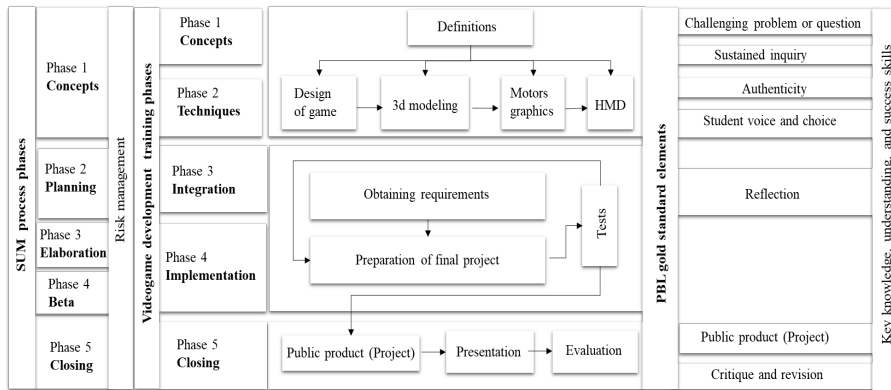 SUM process phases
Phase 1
Concepts
Phase 2
Planning
Phase 3
Elaboration
Phase 4
Beta
Phase 5
Closing
Risk management
Videogame development training phases
Phase 1
Concepts
Phase 2
Techniques
Phase 3
Integration
Phase 4
Implementation
Phase 5
Closing
Definitions
Design
of game
3d modeling
Motors
graphics
HMD
Obtaining requirements
Preparation of final project
Tests
Public product (Project)
Presentation
Evaluation
PBL gold standard elements
Challenging problem or question
Sustained inquiry
Authenticity
Student voice and choice
Reflection
Public product (Project)
Critique and revision
Key knowledge, understanding, and success skills